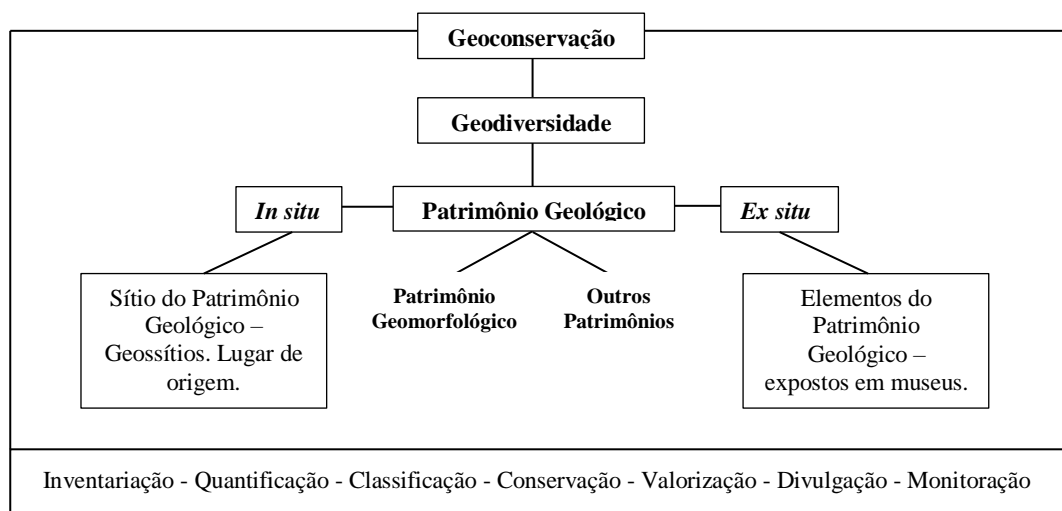 Geoconservação
Geodiversidade
In situ
Patrimônio Geológico
Ex situ
Sítio do Patrimônio
Geológico –
Geossítios. Lugar de
origem.
Patrimônio
Geomorfológico
Outros
Patrimônios
Elementos do
Patrimônio
Geológico –
expostos em museus.
Inventariação - Quantificação - Classificação - Conservação - Valorização - Divulgação - Monitoração